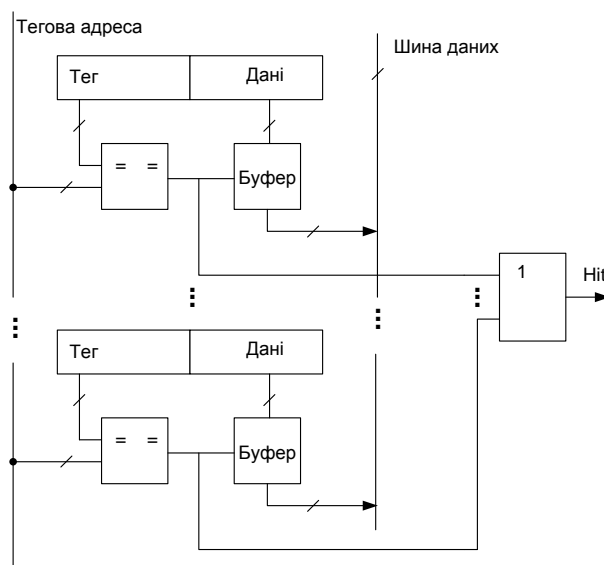 Тегова адреса
Шина даних
Тег Дані
= =
Буфер
1
Hit
Тег Дані
= =
Буфер